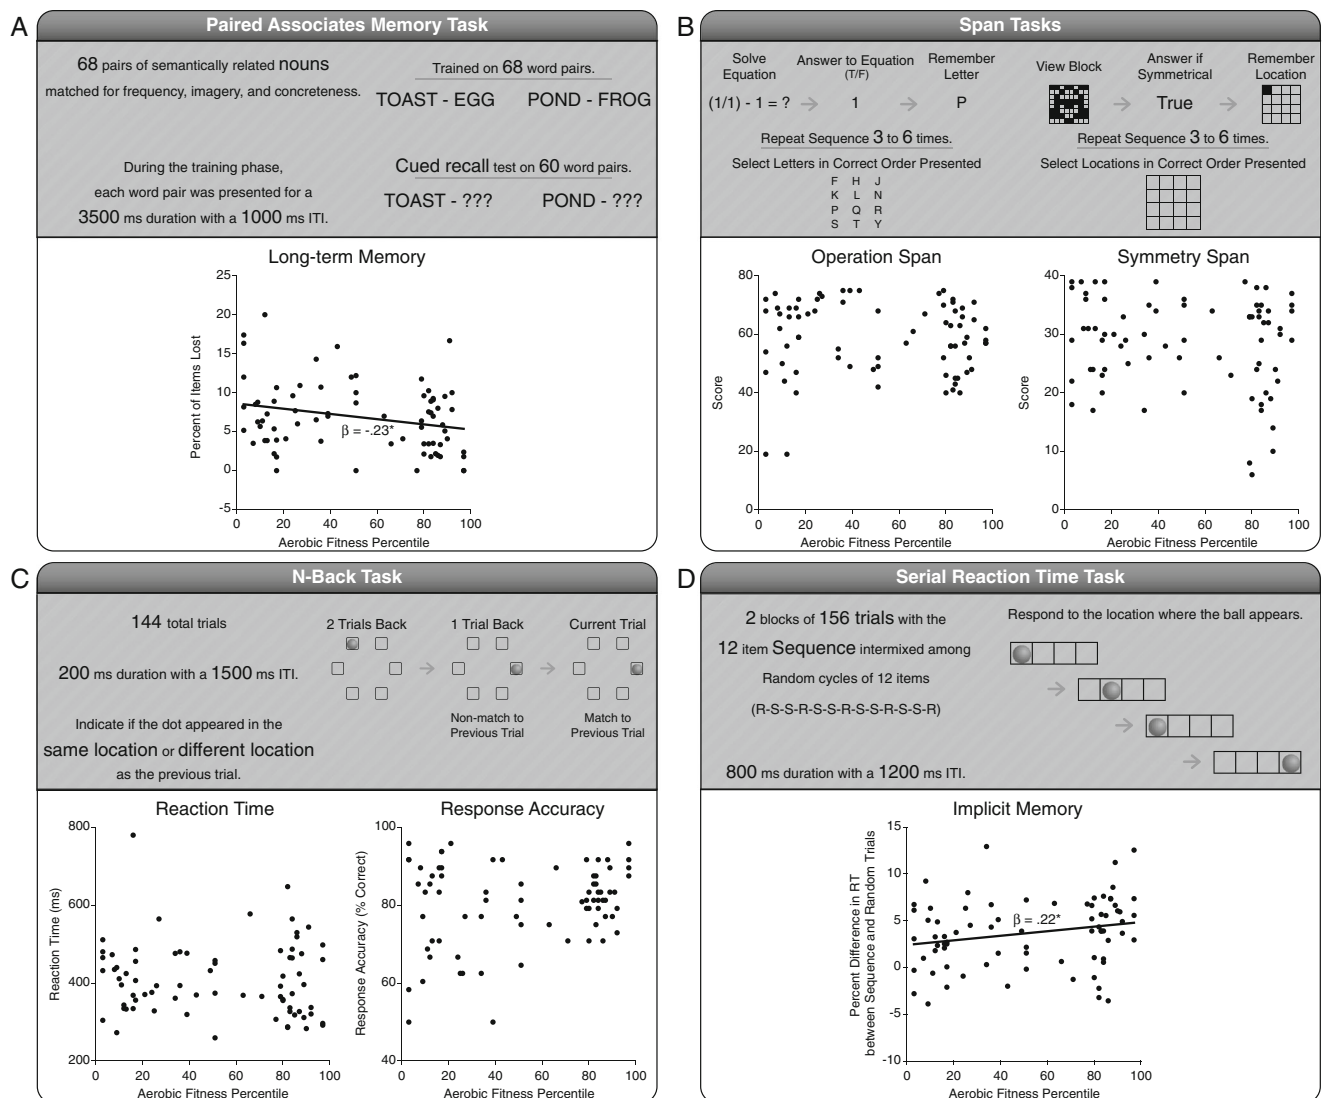 A
Paired Associates Memory Task
68 pairs of semantically related nouns
matched for frequency, imagery, and concreteness.
Trained on 68 word pairs.
TOAST - EGG POND - FROG
During the training phase,
each word pair was presented for a
3500 ms duration with a 1000 ms ITI.
Cued recall test on 60 word pairs.
TOAST - ??? POND - ???
Long-term Memory
Percent of Items Lost
25
20
15
10
5
0
-5
β = -.23*
0 20 40 60 80 100
Aerobic Fitness Percentile
B
Span Tasks
Solve
Equation
Answer to Equation
(T/F)
Remember
Letter
(1/1) - 1 = ? 1 P
Repeat Sequence 3 to 6 times.
Select Letters in Correct Order Presented
F H J
K L N
P Q R
S T Y
View Block
Answer if
Symmetrical
Remember
Location
True
Repeat Sequence 3 to 6 times.
Select Locations in Correct Order Presented
Operation Span
Score
80
60
40
20
0
0 20 40 60 80 100
Aerobic Fitness Percentile
Symmetry Span
Score
40
30
20
10
0
0 20 40 60 80 100
Aerobic Fitness Percentile
C
N-Back Task
144 total trials
200 ms duration with a 1500 ms ITI.
Indicate if the dot appeared in the
same location or different location
as the previous trial.
2 Trials Back
1 Trial Back
Current Trial
Non-match to
Previous Trial
Match to
Previous Trial
Reaction Time
Reaction Time (ms)
800
600
400
200
0 20 40 60 80 100
Aerobic Fitness Percentile
Response Accuracy
Response Accuracy (% Correct)
100
80
60
40
0 20 40 60 80 100
Aerobic Fitness Percentile
D
Serial Reaction Time Task
2 blocks of 156 trials with the
12 item Sequence intermixed among
Random cycles of 12 items
(R-S-S-R-S-S-R-S-S-R-S-S-R)
800 ms duration with a 1200 ms ITI.
Respond to the location where the ball appears.
Implicit Memory
Percent Difference in RT
between Sequence and Random Trials
15
10
5
0
-5
-10
β = .22*
0 20 40 60 80 100
Aerobic Fitness Percentile